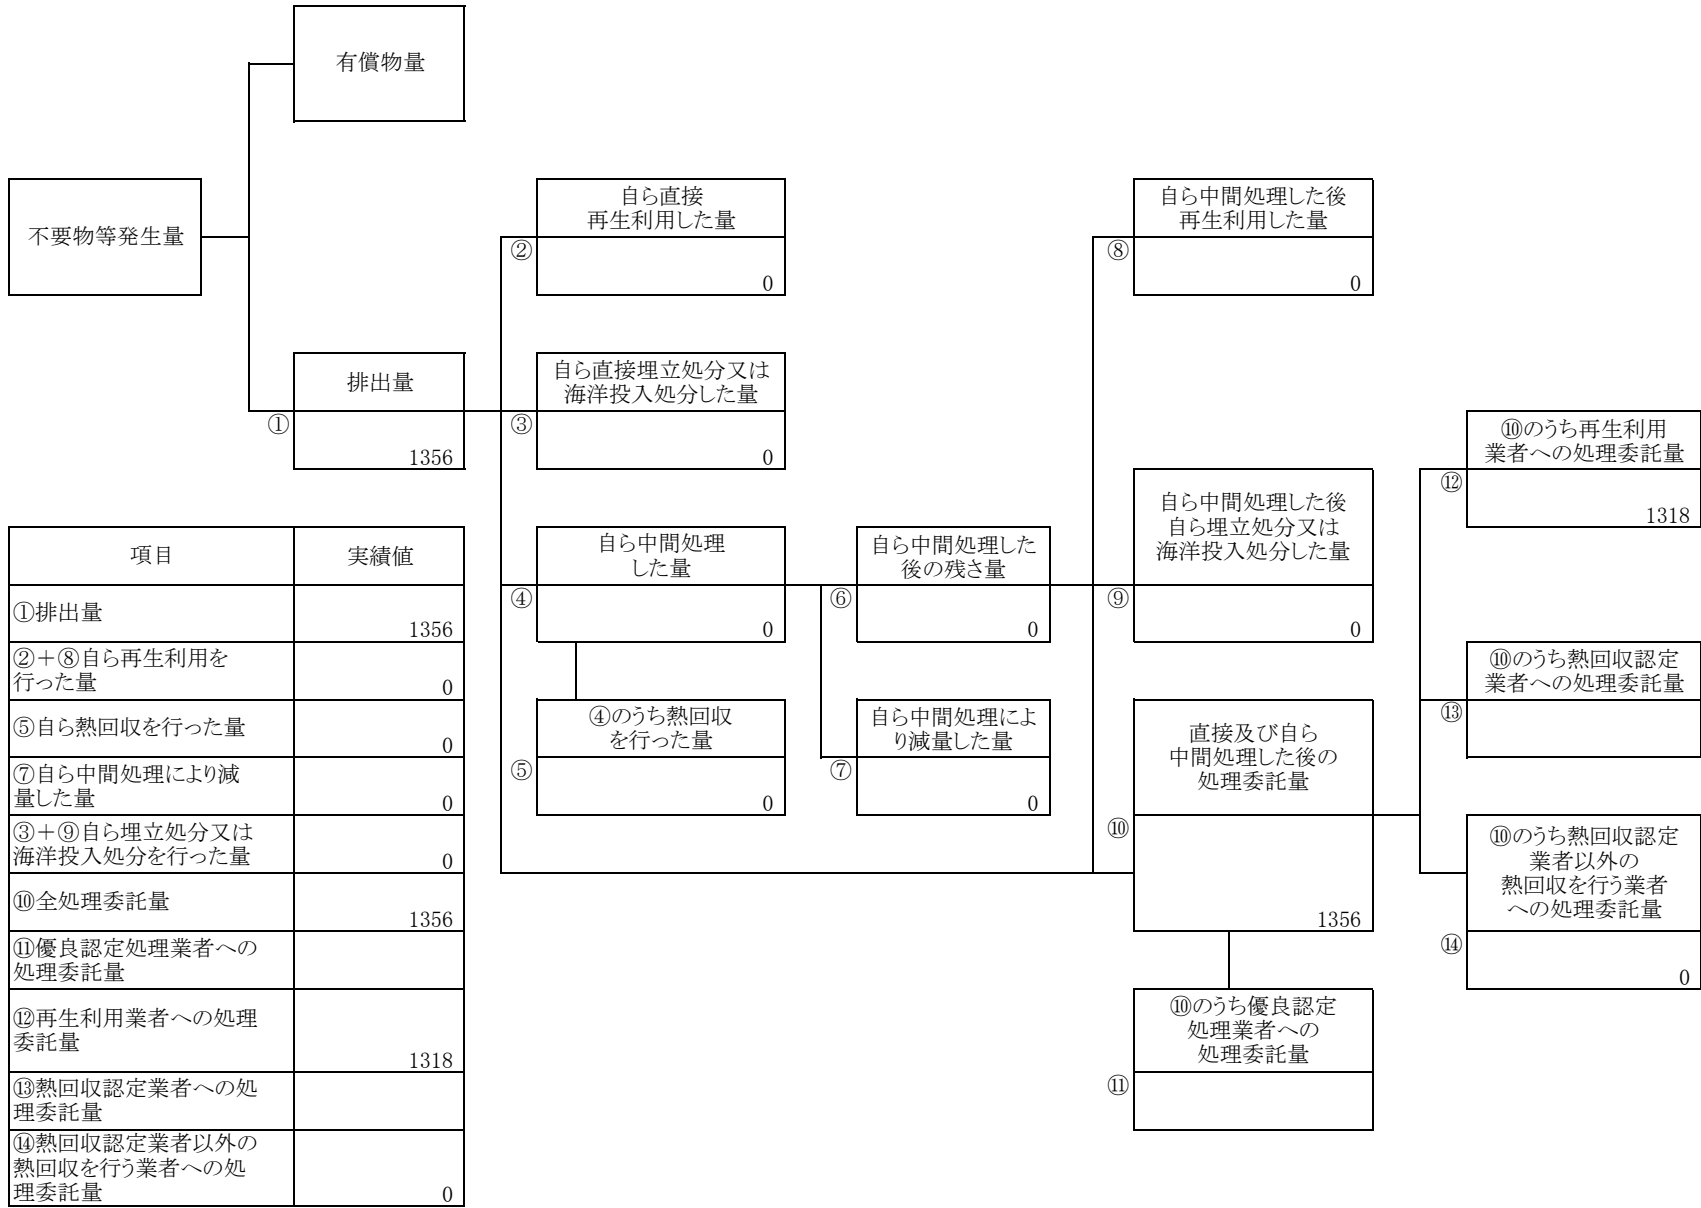 有償物量
不要物等発生量
自ら直接
再生利用した量
②
0
自ら中間処理した後
再生利用した量
⑧
0
排出量
①
1356
自ら直接埋立処分又は
海洋投入処分した量
③
0
⑩のうち再生利用
業者への処理委託量
⑫
1318
自ら中間処理
した量
④
0
自ら中間処理した
後の残さ量
⑥
0
自ら中間処理した後
自ら埋立処分又は
海洋投入処分した量
⑨
0
⑩のうち熱回収認定
業者への処理委託量
⑬
④のうち熱回収
を行った量
⑤
0
自ら中間処理によ
り減量した量
⑦
0
直接及び自ら
中間処理した後の
処理委託量
⑩
1356
⑩のうち熱回収認定
業者以外の
熱回収を行う業者
への処理委託量
⑭
0
⑩のうち優良認定
処理業者への
処理委託量
⑪
項目 実績値
①排出量
1356
②＋⑧自ら再生利用を
行った量 0
⑤自ら熱回収を行った量
0
⑦自ら中間処理により減
量した量 0
③＋⑨自ら埋立処分又は
海洋投入処分を行った量 0
⑩全処理委託量
1356
⑪優良認定処理業者への
処理委託量
⑫再生利用業者への処理
委託量
1318
⑬熱回収認定業者への処
理委託量
⑭熱回収認定業者以外の
熱回収を行う業者への処
理委託量 0